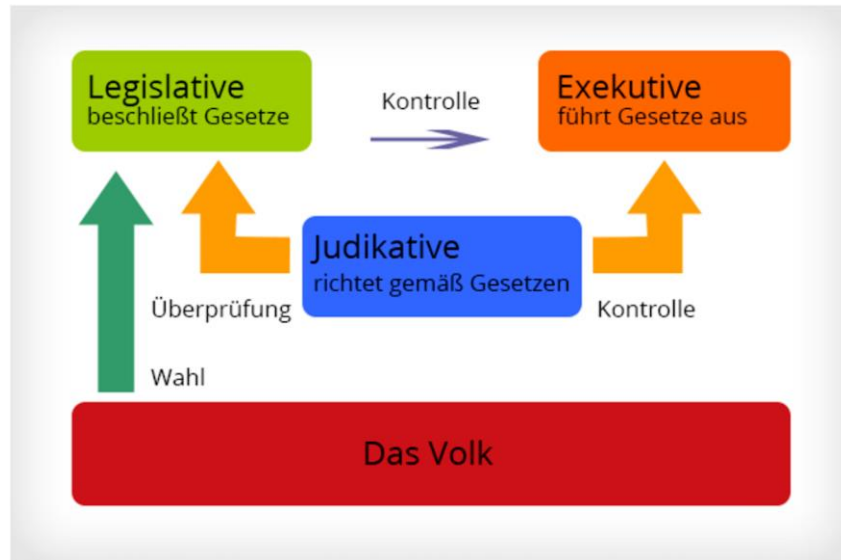 Legislative
beschließt Gesetze
Kontrolle
Exekutive
führt Gesetze aus
Judikative
richtet gemäß Gesetzen
Überprüfung
Kontrolle
Wahl
Das Volk